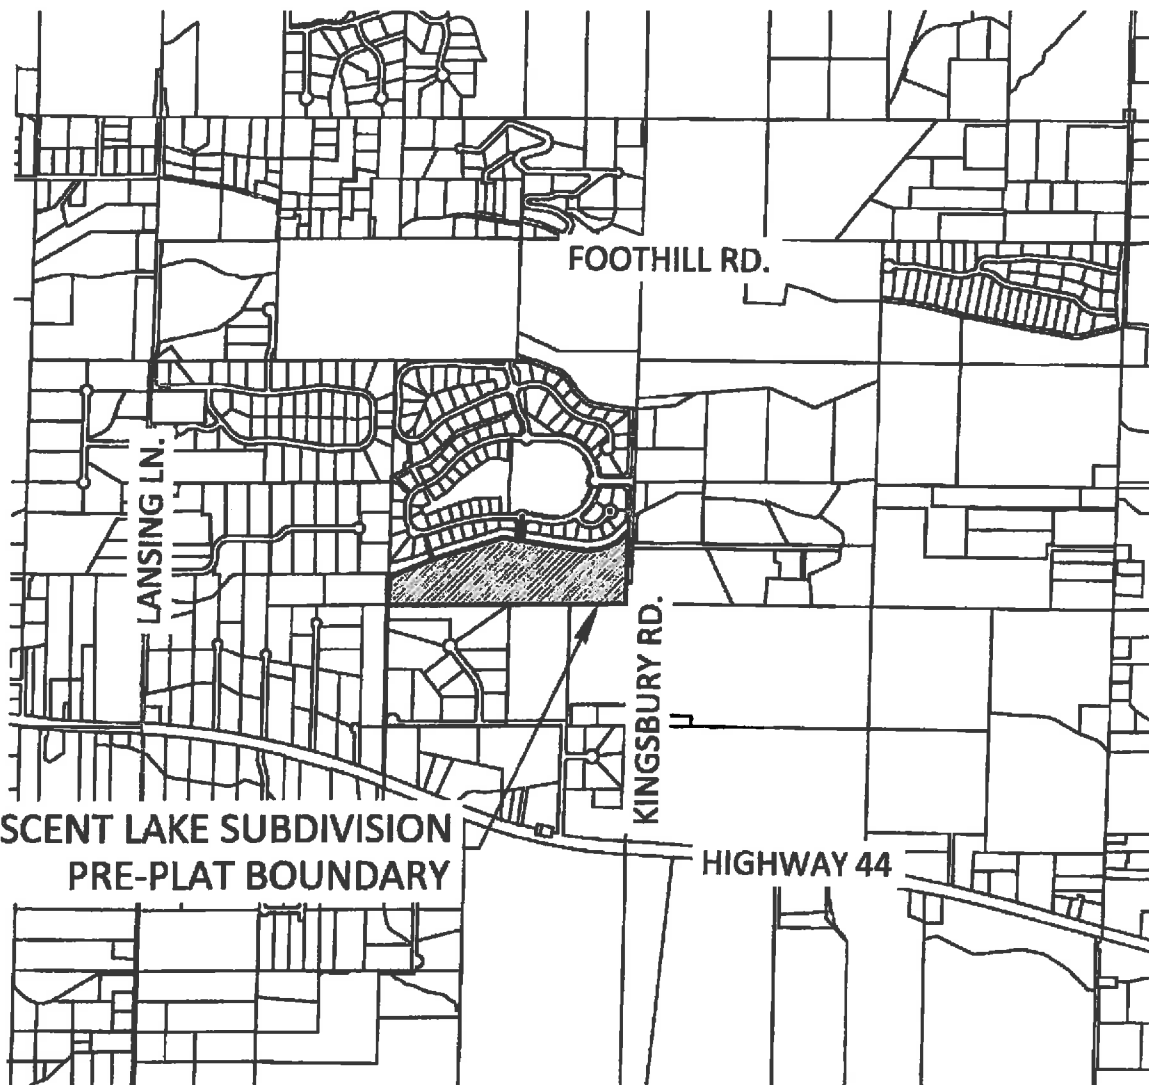 FOOTHILL RD.
LANSING LN.
KINGSBURY RD.
SCENT LAKE SUBDIVISION
PRE-PLAT BOUNDARY
HIGHWAY 44